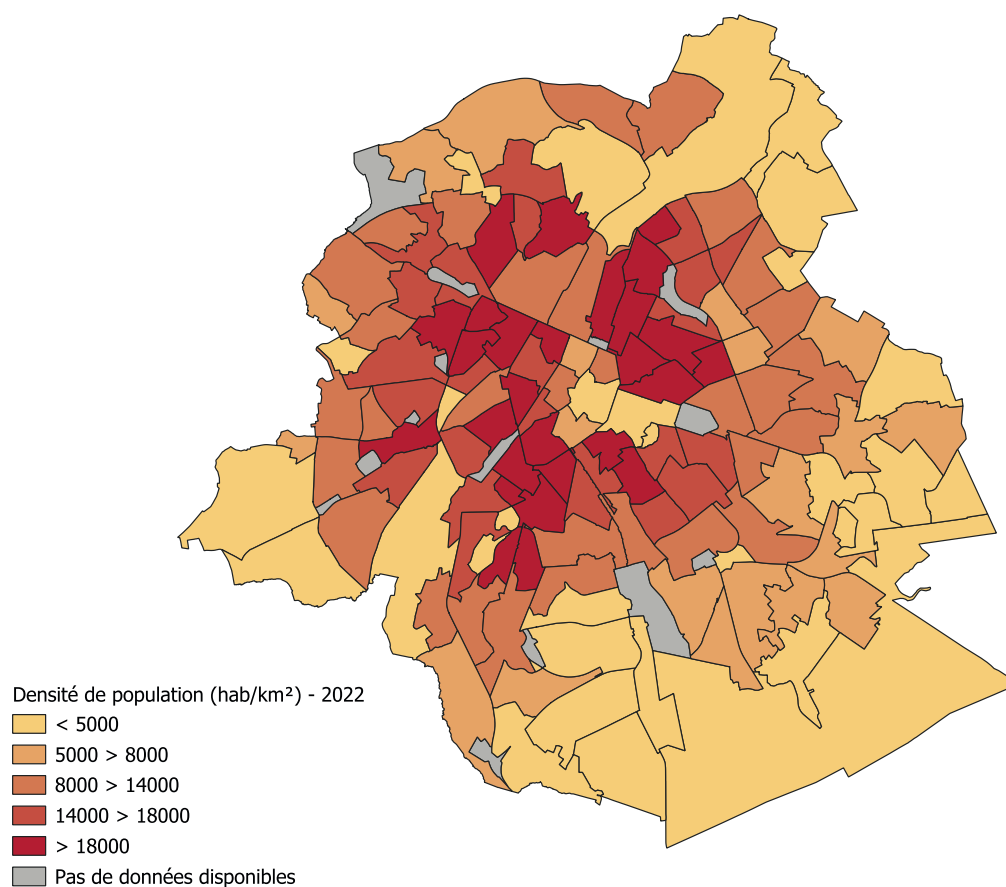 Densité de population (hab/km²) - 2022
< 5000
5000 > 8000
8000 > 14000
14000 > 18000
> 18000
Pas de données disponibles